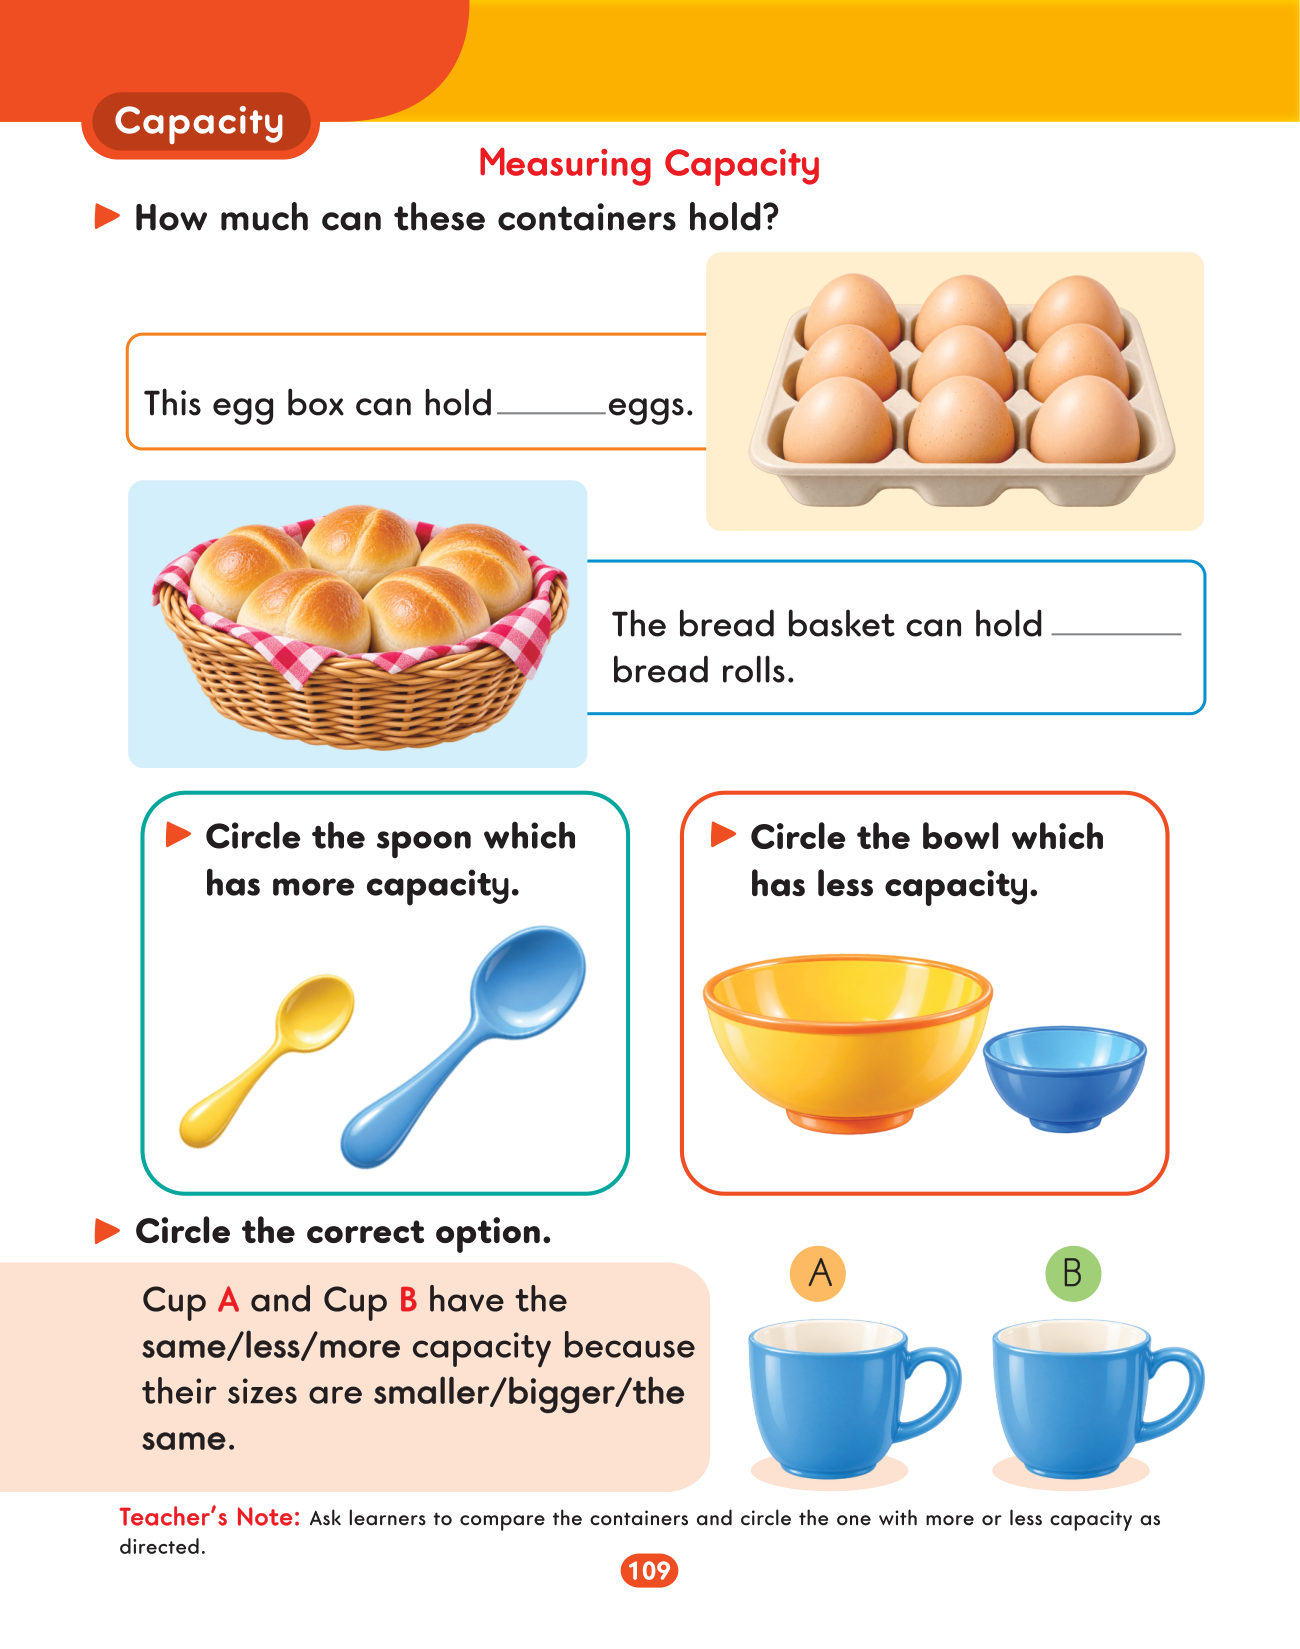 Capacity
Measuring Capacity
How much can these containers hold?
This egg box can hold ______ eggs.
The bread basket can hold ______
bread rolls.
Circle the spoon which
has more capacity.
Circle the bowl which
has less capacity.
Circle the correct option.
A
B
Cup A and Cup B have the
same/less/more capacity because
their sizes are smaller/bigger/the
same.
Teacher's Note: Ask learners to compare the containers and circle the one with more or less capacity as
directed.
109